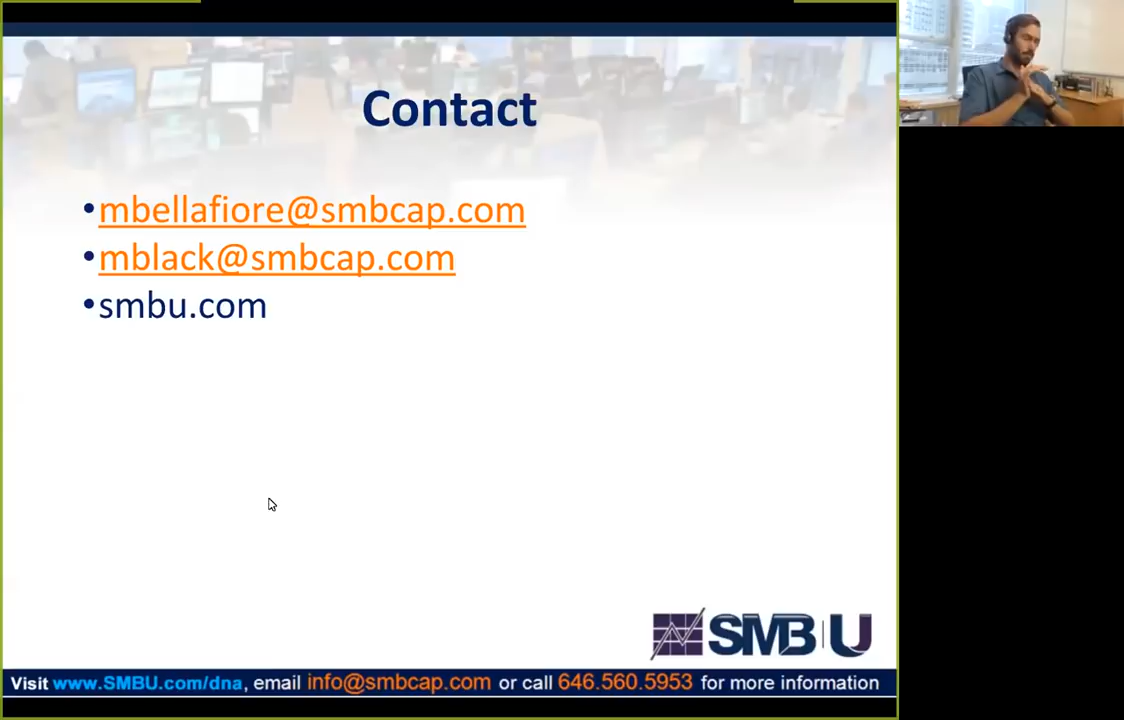 Contact
•mbellafiore@smbcap.com
•mblack@smbcap.com
•smbu.com
SMB|U
Visit www.SMBU.com/dna, email info@smbcap.com or call 646.560.5953 for more information